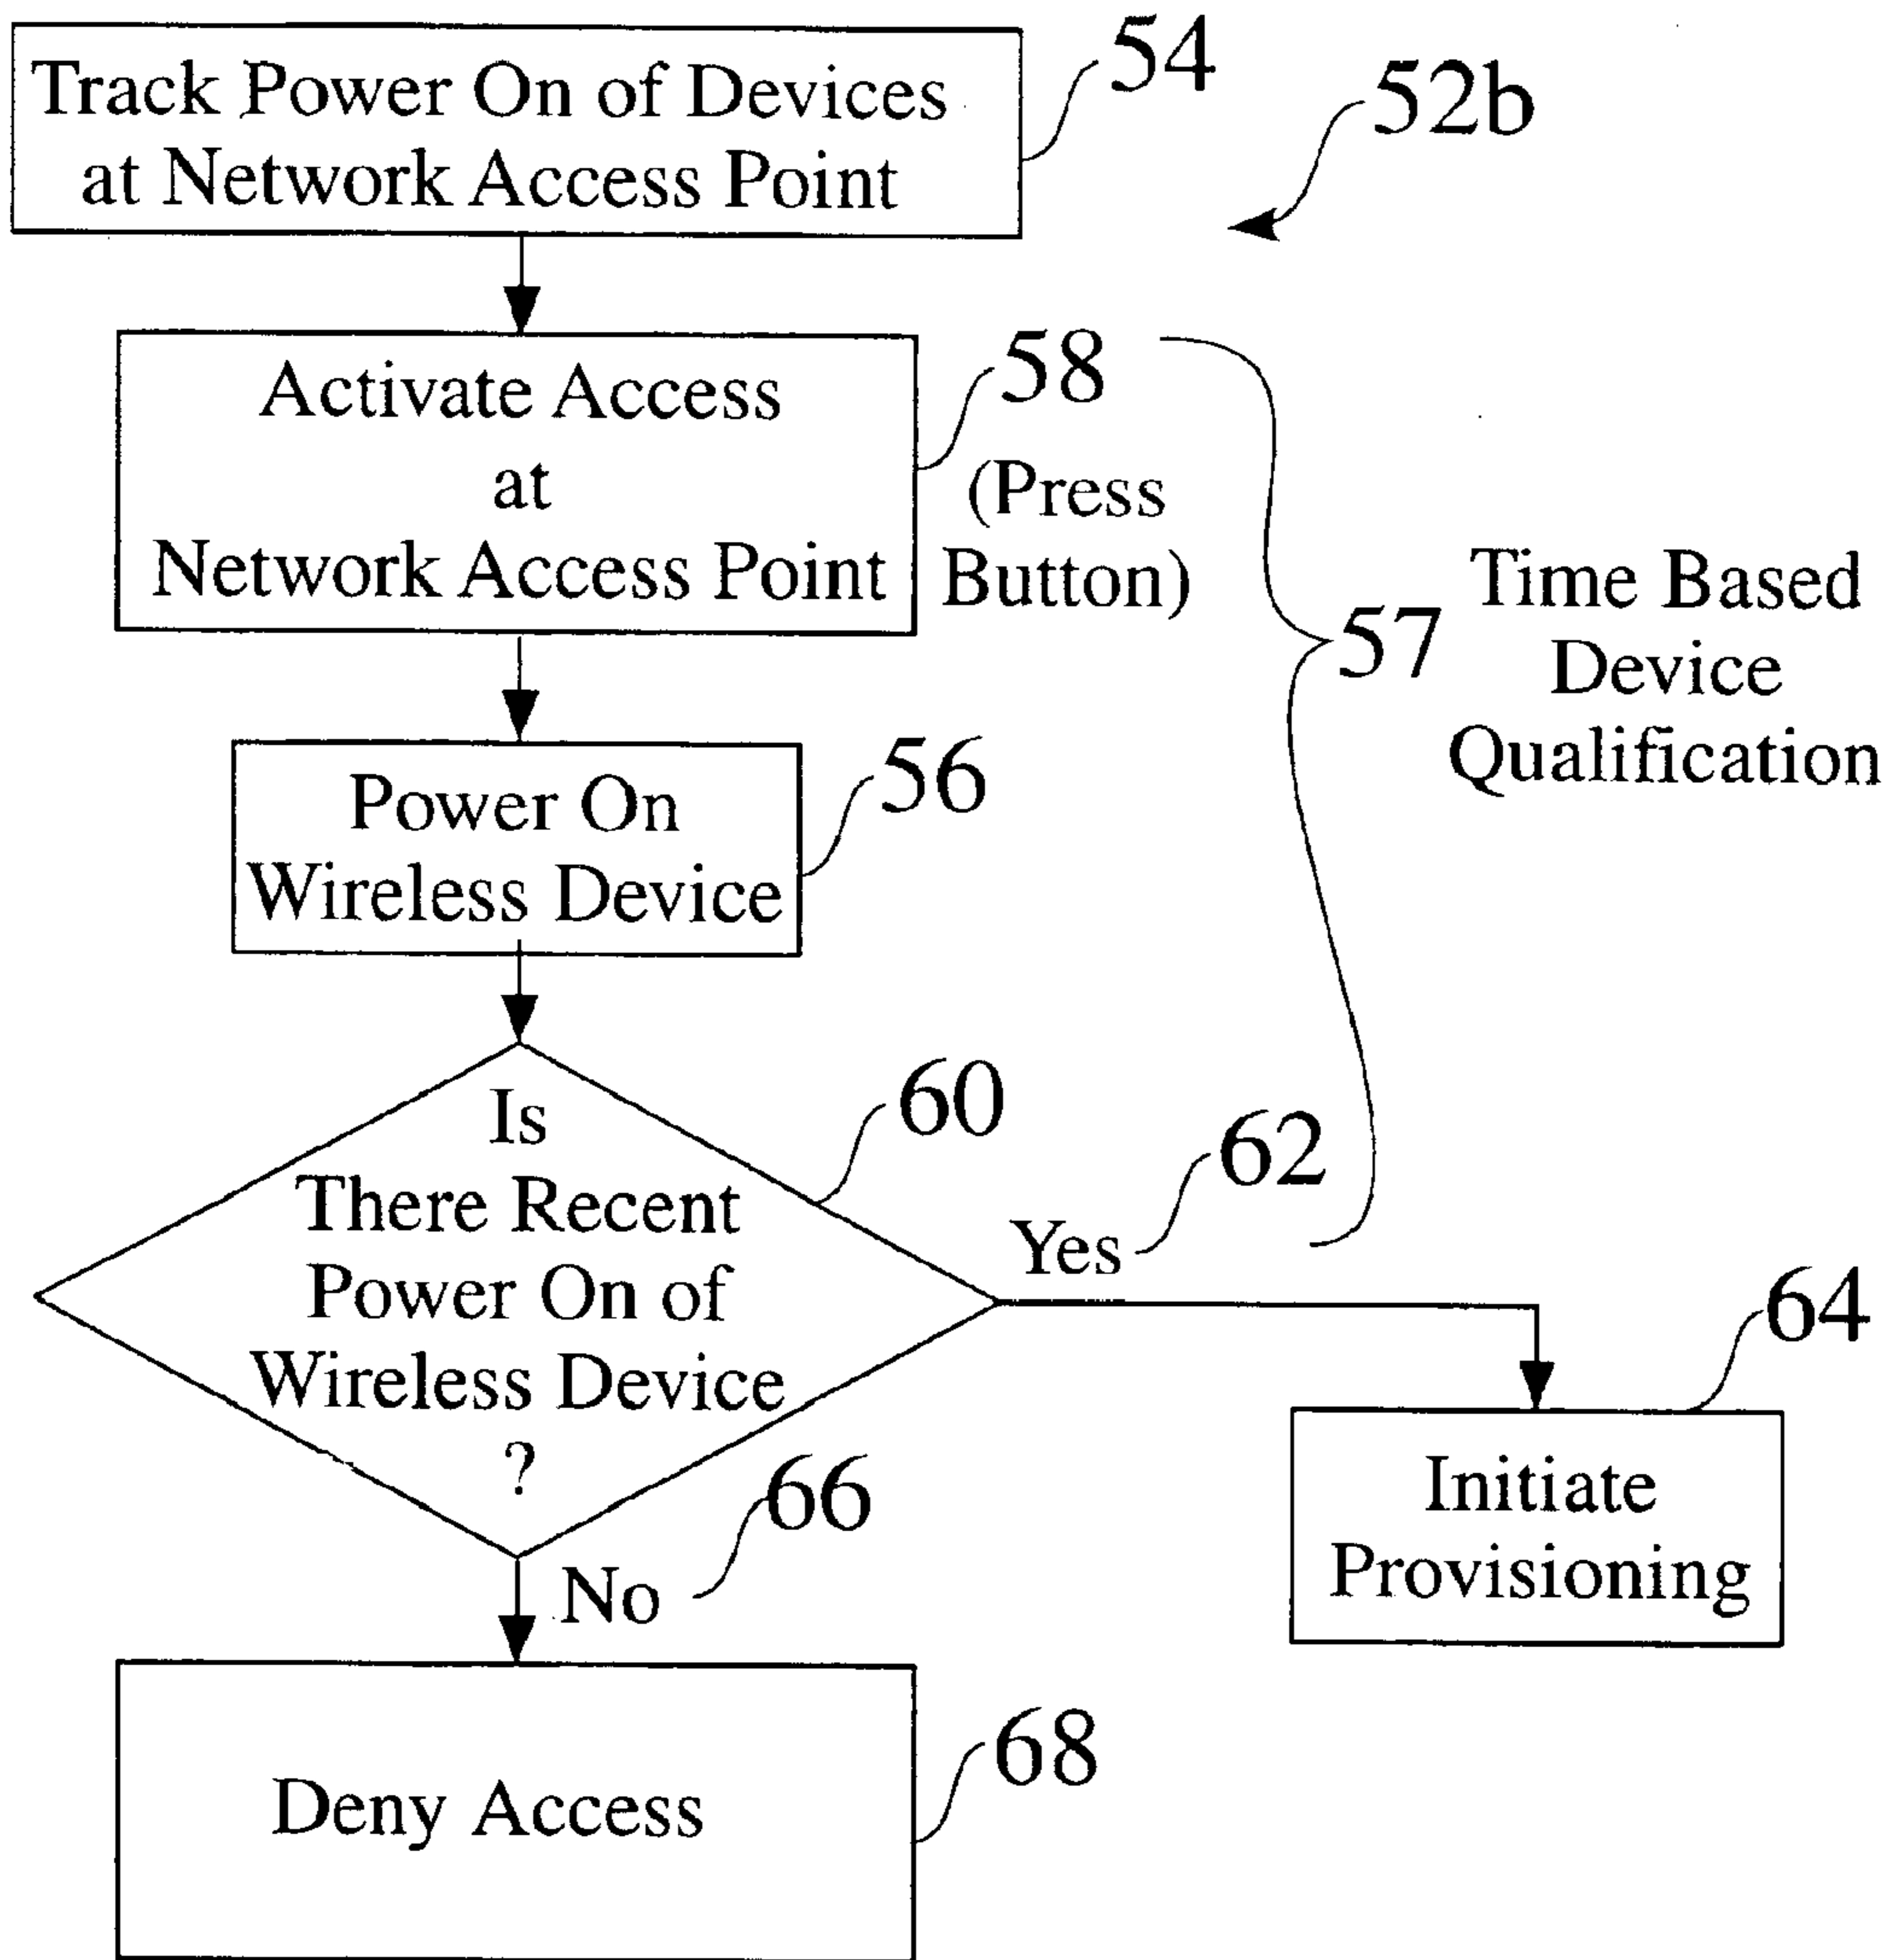 Track Power On of Devices
at Network Access Point
54
52b
Activate Access
at
Network Access Point
58
(Press
Button)
57
Time Based
Device
Qualification
Power On
Wireless Device
56
Is
There Recent
Power On of
Wireless Device
?
60
Yes
62
64
Initiate
Provisioning
No
66
Deny Access
68